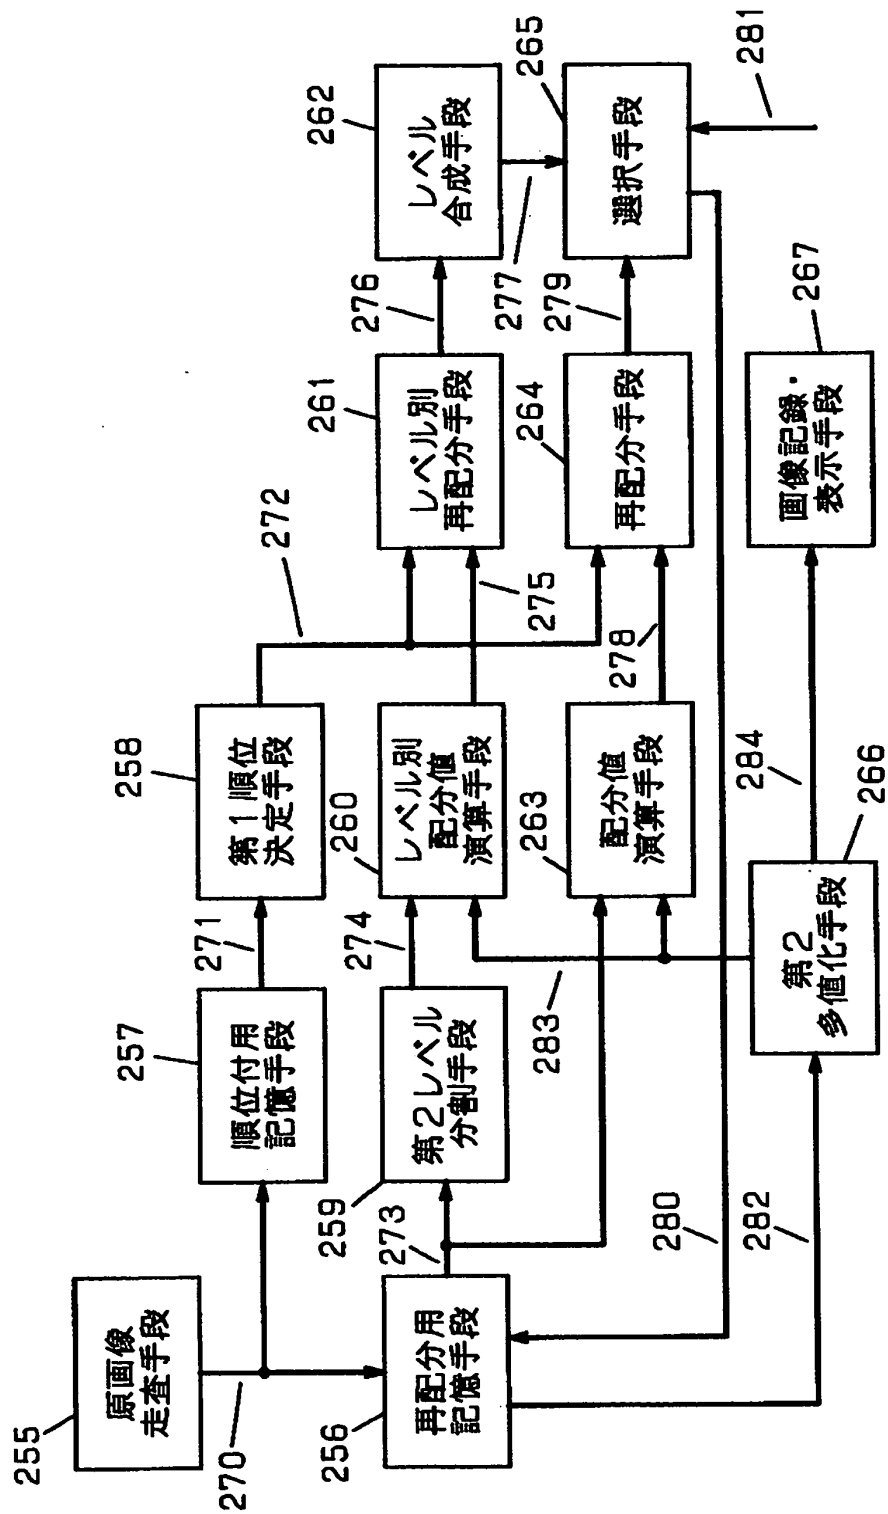 255
原画像
走査手段
270
257
順位付用
記憶手段
271
258
第1順位
決定手段
272
256
再配分用
記憶手段
273
259
第2レベル
分割手段
274
260
レベル別
配分値
演算手段
275
261
レベル別
再配分手段
276
262
レベル
合成手段
277
263
配分値
演算手段
278
264
再配分手段
279
265
選択手段
281
280
282
283
266
第2
多値化手段
284
267
画像記録・
表示手段